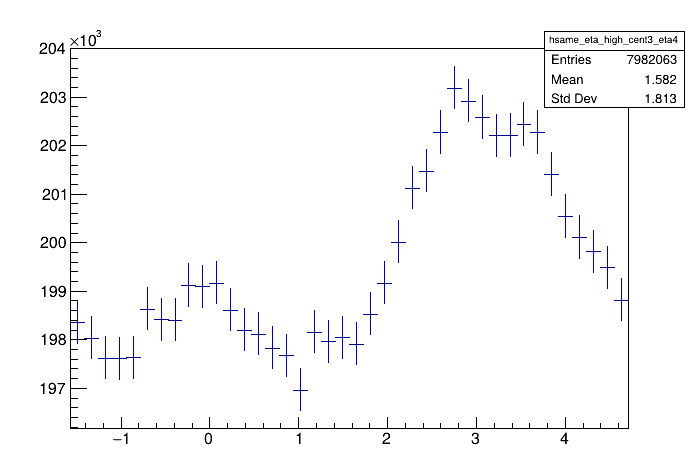 ×10³
hsame_eta_high_cent3_eta4
Entries 7982063
Mean 1.582
Std Dev 1.813
204
203
202
201
200
199
198
197
−1 0 1 2 3 4